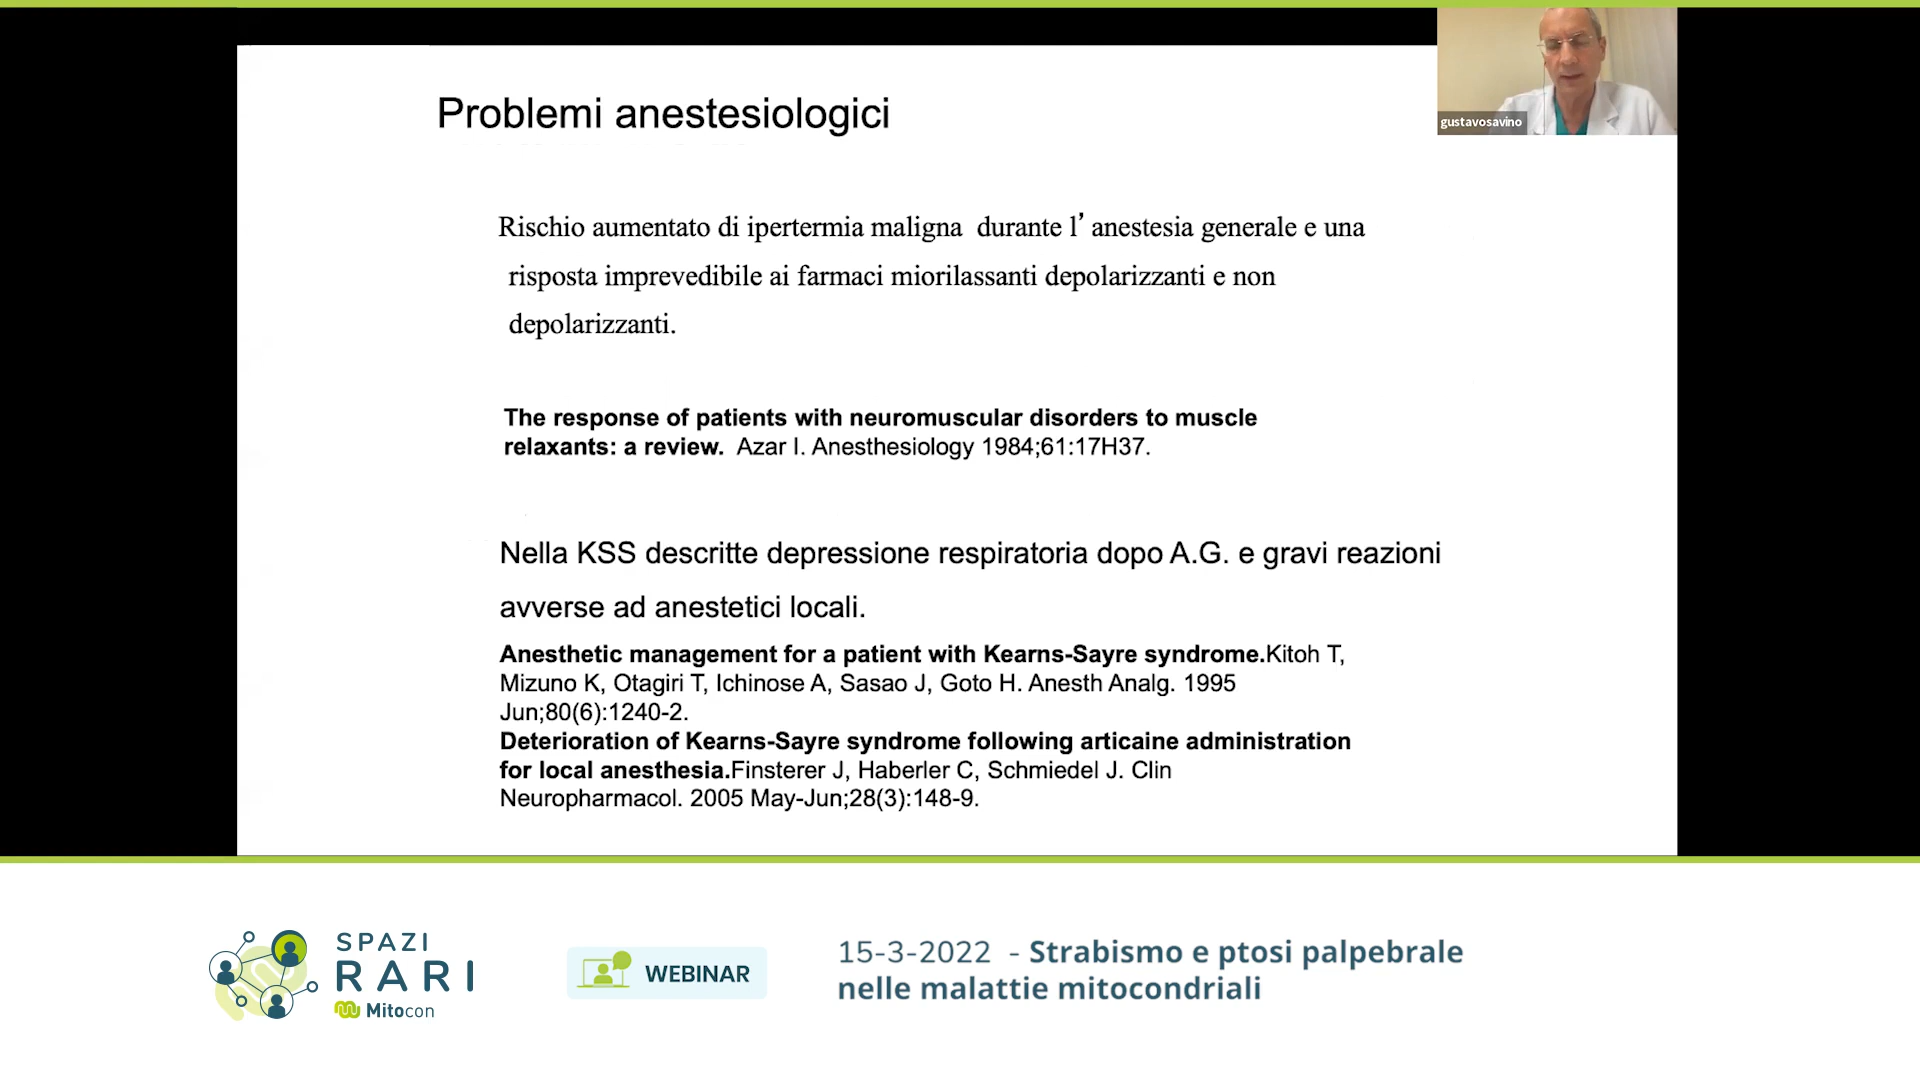 gustavosavino
Problemi anestesiologici
Rischio aumentato di ipertermia maligna durante l’ anestesia generale e una
risposta imprevedibile ai farmaci miorilassanti depolarizzanti e non
depolarizzanti.
The response of patients with neuromuscular disorders to muscle
relaxants: a review. Azar I. Anesthesiology 1984;61:17H37.
Nella KSS descritte depressione respiratoria dopo A.G. e gravi reazioni
avverse ad anestetici locali.
Anesthetic management for a patient with Kearns-Sayre syndrome.Kitoh T,
Mizuno K, Otagiri T, Ichinose A, Sasao J, Goto H. Anesth Analg. 1995
Jun;80(6):1240-2.
Deterioration of Kearns-Sayre syndrome following articaine administration
for local anesthesia.Finsterer J, Haberler C, Schmiedel J. Clin
Neuropharmacol. 2005 May-Jun;28(3):148-9.
SPAZI
RARI
Mitocon
WEBINAR
15-3-2022 - Strabismo e ptosi palpebrale
nelle malattie mitocondriali